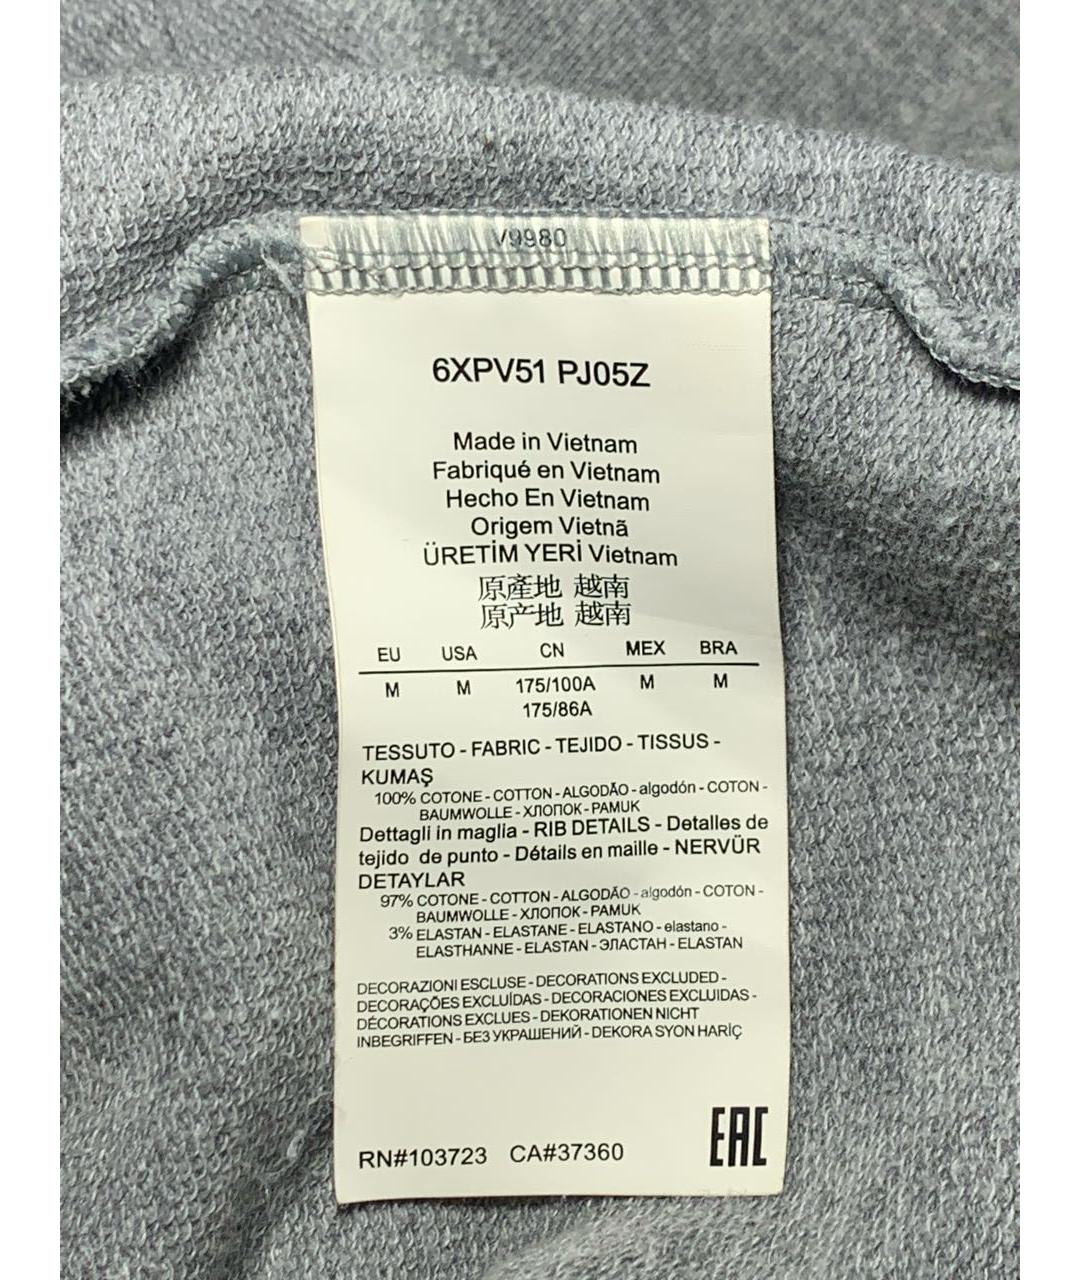 V9980
6XPV51 PJ05Z
Made in Vietnam
Fabriqué en Vietnam
Hecho En Vietnam
Origem Vietnã
ÜRETİM YERİ Vietnam
原產地 越南
原产地 越南
EU USA CN MEX BRA
M M 175/100A M M
175/86A
TESSUTO - FABRIC - TEJIDO - TISSUS -
KUMAŞ
100% COTONE - COTTON - ALGODÃO - algodón - COTON -
BAUMWOLLE - ХЛОПОК - PAMUK
Dettagli in maglia - RIB DETAILS - Detalles de
tejido de punto - Détails en maille - NERVÜR
DETAYLAR
97% COTONE - COTTON - ALGODÃO - algodón - COTON -
BAUMWOLLE - ХЛОПОК - PAMUK
3% ELASTAN - ELASTANE - ELASTANO - elastano -
ELASTHANNE - ELASTAN - ЭЛАСТАН - ELASTAN
DECORAZIONI ESCLUSE - DECORATIONS EXCLUDED -
DECORAÇÕES EXCLUÍDAS - DECORACIONES EXCLUIDAS -
DÉCORATIONS EXCLUES - DEKORATIONEN NICHT
INBEGRIFFEN - БЕЗ УКРАШЕНИЙ - DEKORA SYON HARİÇ
EAC
RN#103723 CA#37360